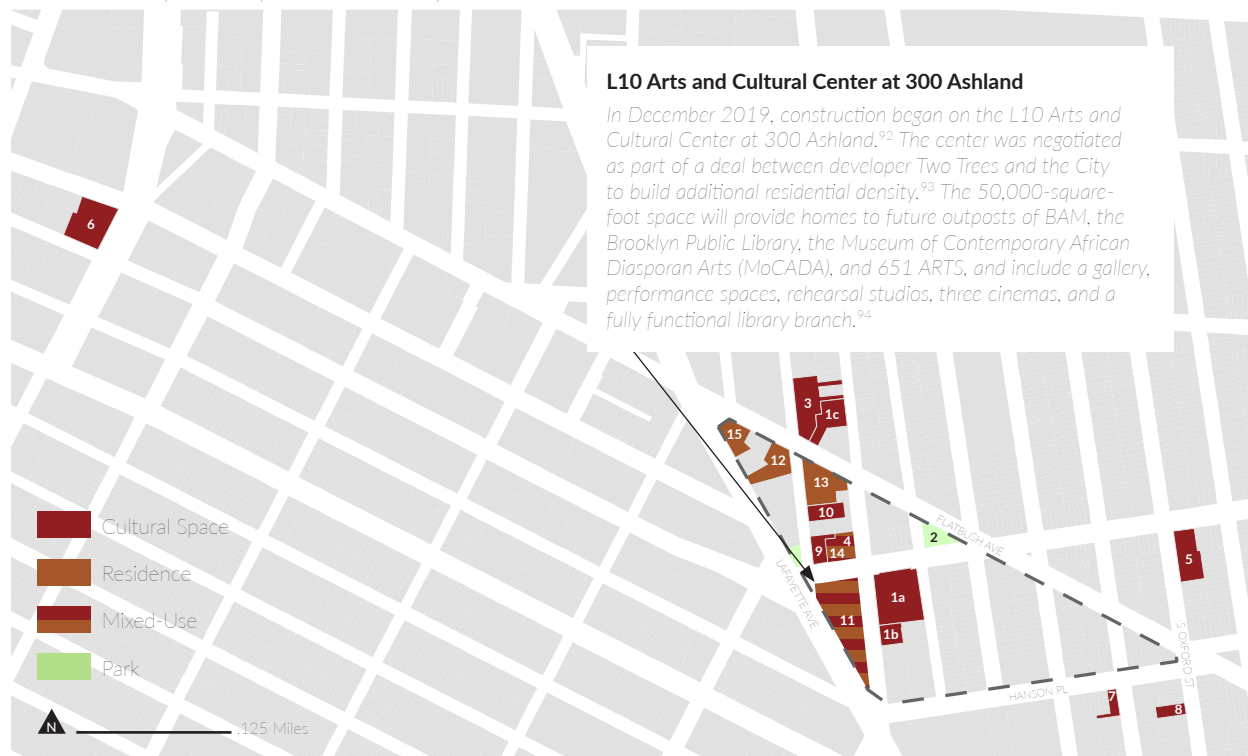 L10 Arts and Cultural Center at 300 Ashland
In December 2019, construction began on the L10 Arts and
Cultural Center at 300 Ashland.92 The center was negotiated
as part of a deal between developer Two Trees and the City
to build additional residential density.93 The 50,000-square-
foot space will provide homes to future outposts of BAM, the
Brooklyn Public Library, the Museum of Contemporary African
Diasporan Arts (MoCADA), and 651 ARTS, and include a gallery,
performance spaces, rehearsal studios, three cinemas, and a
fully functional library branch.94
6
3
1c
15
12
13
10
FLATBUSH AVE
2
9
4
14
5
LAFAYETTE AVE
1a
11
1b
S OXFORD ST
HANSON PL
7
8
Cultural Space
Residence
Mixed-Use
Park
N
.125 Miles